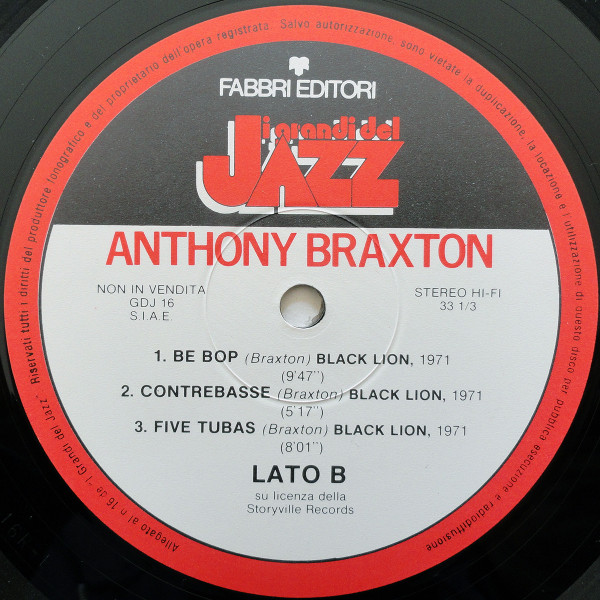 FABBRI EDITORI
i grandi del
JAZZ
ANTHONY BRAXTON
NON IN VENDITA
GDJ 16
S.I.A.E.
STEREO HI-FI
33 1/3
1. BE BOP (Braxton) BLACK LION, 1971
(9'47")
2. CONTREBASSE (Braxton) BLACK LION, 1971
(5'17")
3. FIVE TUBAS (Braxton) BLACK LION, 1971
(8'01")
LATO B
su licenza della
Storyville Records
Allegato al n 16 de "I Grandi del Jazz" Riservati tutti i diritti del produttore fonografico e del proprietario dell'opera registrata. Salvo autorizzazione, sono vietate la duplicazione, la locazione e l'utilizzazione di questo disco per pubblica esecuzione e radiodiffusione